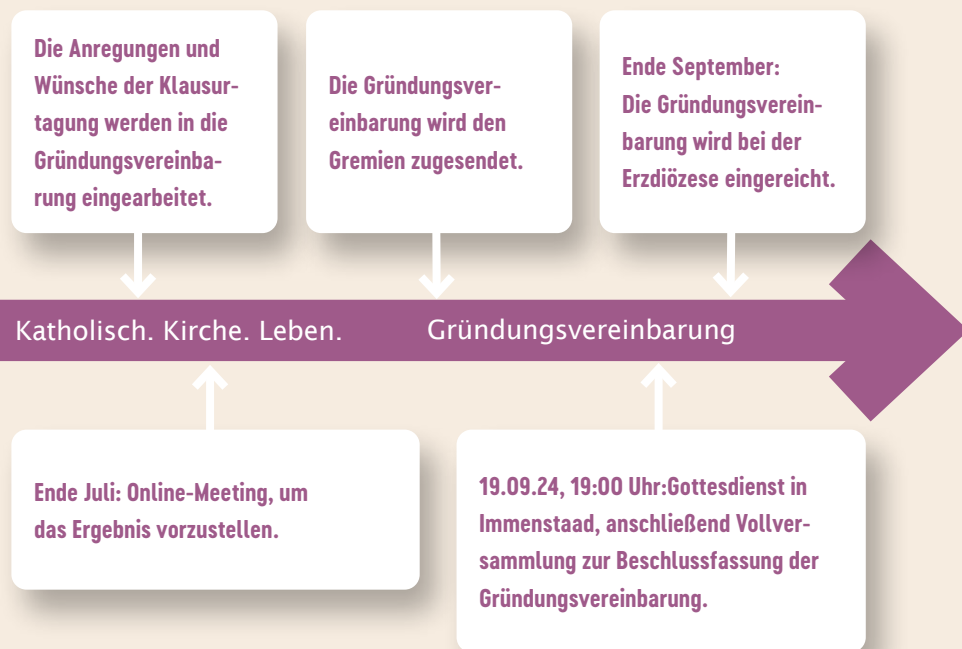 Die Anregungen und
Wünsche der Klausur-
tagung werden in die
Gründungsvereinba-
rung eingearbeitet.
Die Gründungsver-
einbarung wird den
Gremien zugesendet.
Ende September:
Die Gründungsverein-
barung wird bei der
Erzdiözese eingereicht.
Katholisch. Kirche. Leben.
Gründungsvereinbarung
Ende Juli: Online-Meeting, um
das Ergebnis vorzustellen.
19.09.24, 19:00 Uhr:Gottesdienst in
Immenstaad, anschließend Vollver-
sammlung zur Beschlussfassung der
Gründungsvereinbarung.